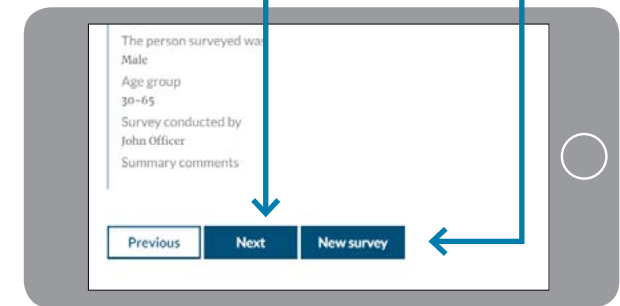 The person surveyed was
Male
Age group
30-65
Survey conducted by
John Officer
Summary comments
Previous Next New survey